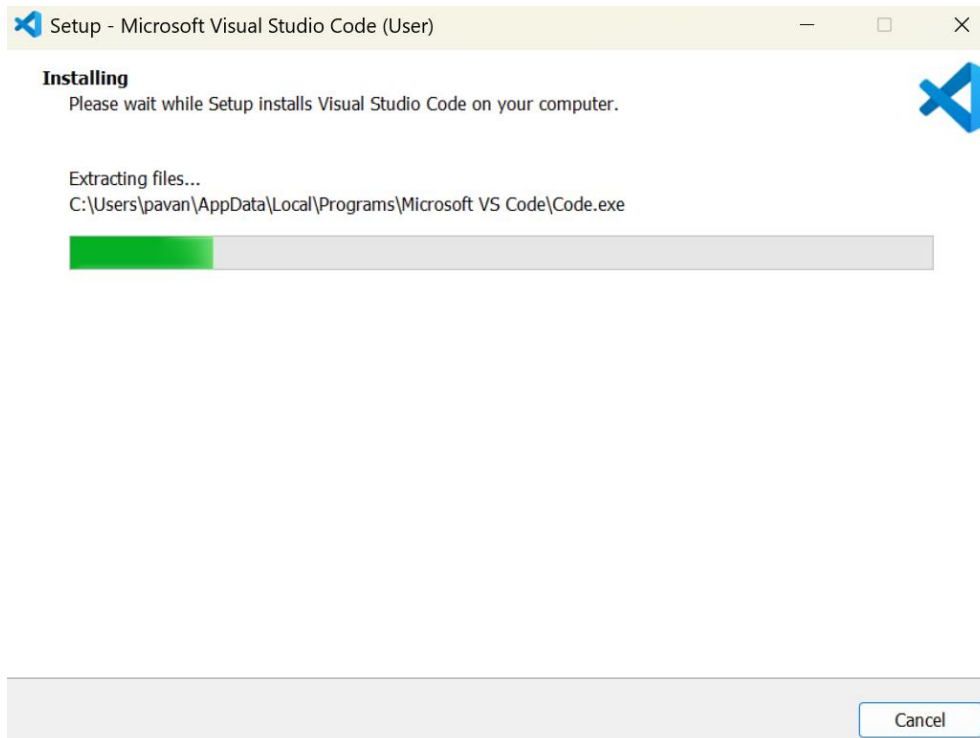 Setup - Microsoft Visual Studio Code (User)
Installing
Please wait while Setup installs Visual Studio Code on your computer.
Extracting files...
C:\Users\pavan\AppData\Local\Programs\Microsoft VS Code\Code.exe
Cancel